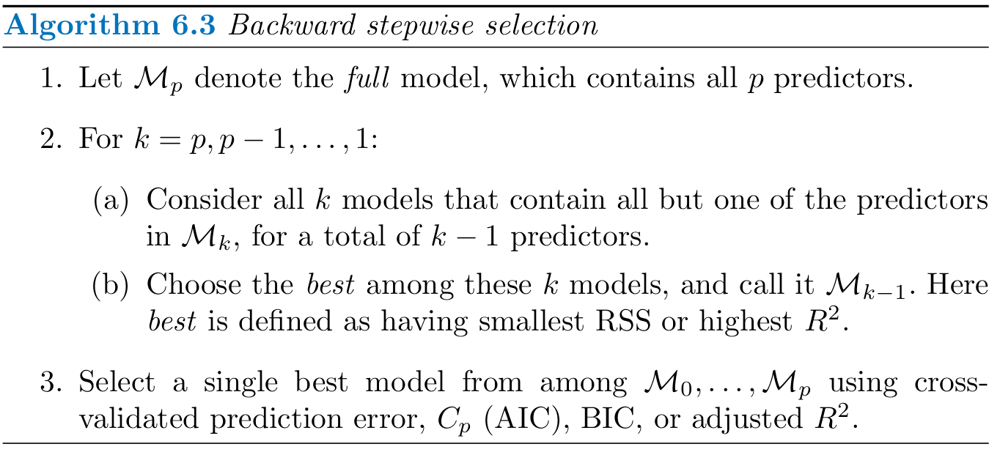 Algorithm 6.3 Backward stepwise selection
1. Let $\mathcal{M}_p$ denote the full model, which contains all $p$ predictors.
2. For $k = p, p - 1, \ldots, 1$:
(a) Consider all $k$ models that contain all but one of the predictors
in $\mathcal{M}_k$, for a total of $k - 1$ predictors.
(b) Choose the best among these $k$ models, and call it $\mathcal{M}_{k-1}$. Here
best is defined as having smallest RSS or highest $R^2$.
3. Select a single best model from among $\mathcal{M}_0, \ldots, \mathcal{M}_p$ using cross-
validated prediction error, $C_p$ (AIC), BIC, or adjusted $R^2$.